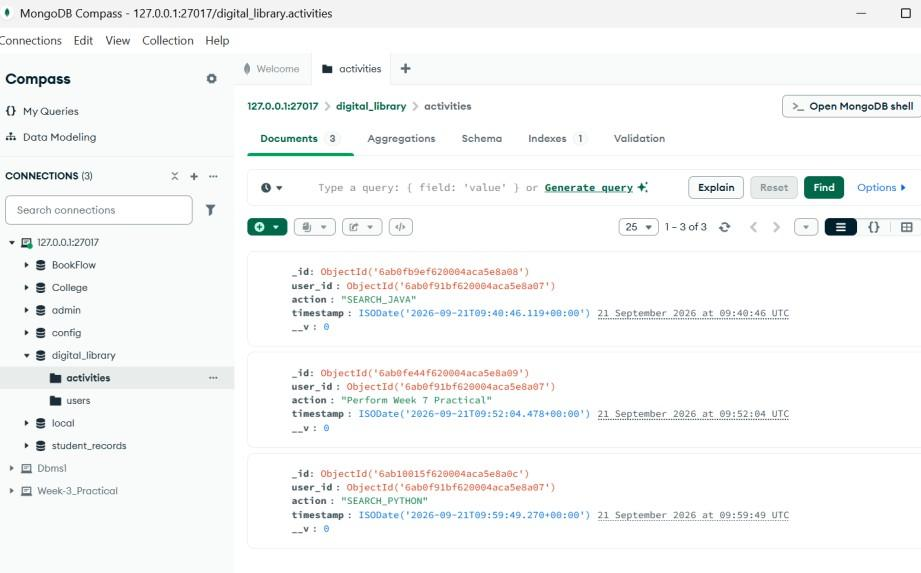 MongoDB Compass - 127.0.0.1:27017/digital_library.activities
Connections Edit View Collection Help
Compass
My Queries
Data Modeling
CONNECTIONS (3)
Search connections
127.0.0.1:27017
BookFlow
College
admin
config
digital_library
activities
users
local
student_records
Dbms1
Week-3_Practical
Welcome
activities
127.0.0.1:27017 > digital_library > activities
>_ Open MongoDB shell
Documents 3 Aggregations Schema Indexes 1 Validation
Type a query: { field: 'value' } or Generate query
Explain Reset Find Options
25 1 – 3 of 3
_id: ObjectId('6ab0fb9ef620004aca5e8a08')
user_id : ObjectId('6ab0f91bf620004aca5e8a07')
action : "SEARCH_JAVA"
timestamp : ISODate('2026-09-21T09:40:46.119+00:00') 21 September 2026 at 09:40:46 UTC
__v : 0
_id: ObjectId('6ab0fe44f620004aca5e8a09')
user_id : ObjectId('6ab0f91bf620004aca5e8a07')
action : "Perform Week 7 Practical"
timestamp : ISODate('2026-09-21T09:52:04.478+00:00') 21 September 2026 at 09:52:04 UTC
__v : 0
_id: ObjectId('6ab10015f620004aca5e8a0c')
user_id : ObjectId('6ab0f91bf620004aca5e8a07')
action : "SEARCH_PYTHON"
timestamp : ISODate('2026-09-21T09:59:49.270+00:00') 21 September 2026 at 09:59:49 UTC
__v : 0